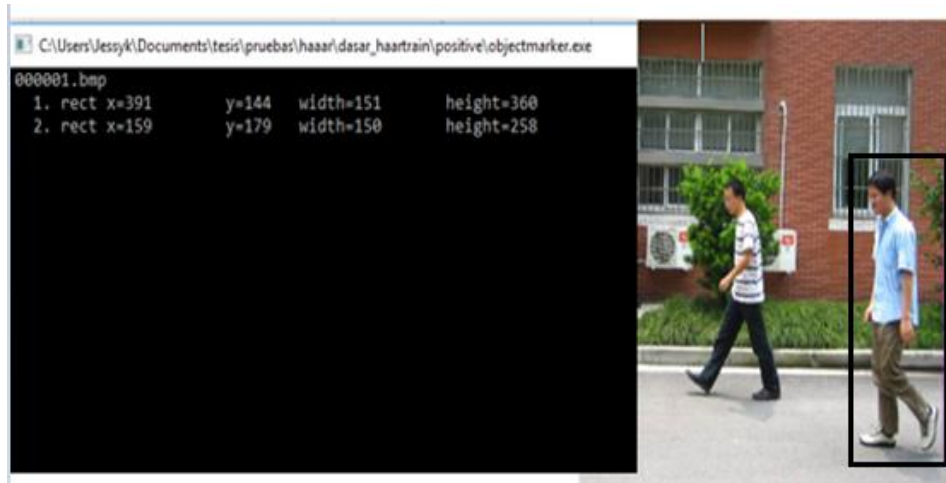 C:\Users\Jessyk\Documents\tesis\pruebas\haaar\dasar_haartrain\positive\objectmarker.exe
000001.bmp
1. rect x=391 y=144 width=151 height=360
2. rect x=159 y=179 width=150 height=258